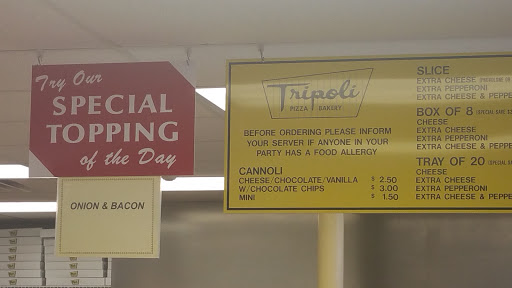 Try Our
SPECIAL
TOPPING
of the Day
ONION & BACON
Tripoli
PIZZA BAKERY
BEFORE ORDERING PLEASE INFORM
YOUR SERVER IF ANYONE IN YOUR
PARTY HAS A FOOD ALLERGY
CANNOLI
CHEESE/CHOCOLATE/VANILLA $ 2.50
W/CHOCOLATE CHIPS $ 3.00
MINI $ 1.50
SLICE
EXTRA CHEESE
EXTRA PEPPERONI
EXTRA CHEESE & PEPPE
BOX OF 8
CHEESE
EXTRA CHEESE
EXTRA PEPPERONI
EXTRA CHEESE & PEPPE
TRAY OF 20
CHEESE
EXTRA CHEESE
EXTRA PEPPERONI
EXTRA CHEESE & PEPPE